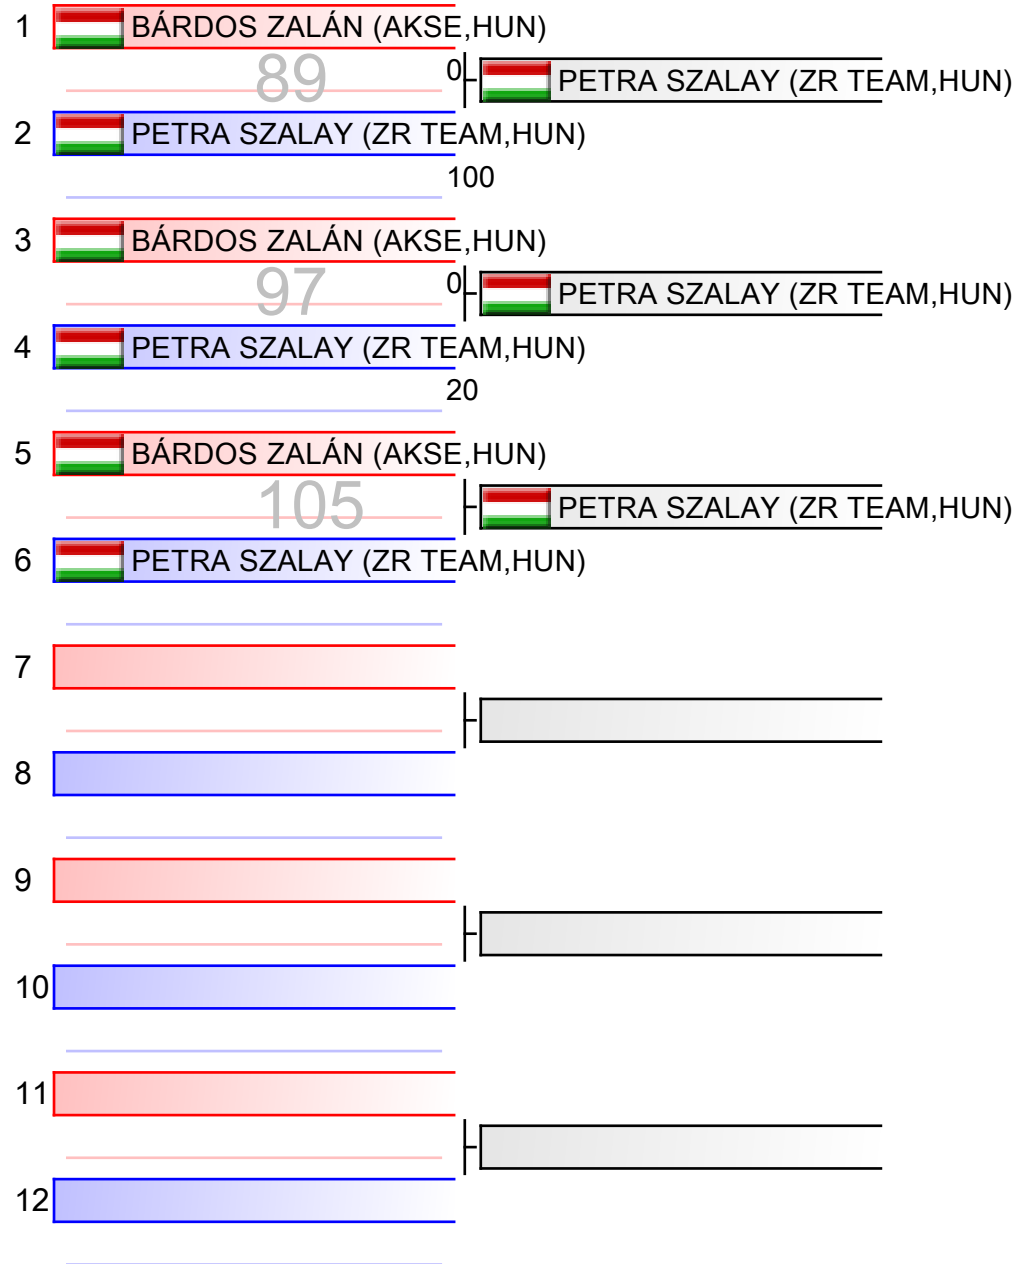 1 BÁRDOS ZALÁN (AKSE,HUN)
89 0 PETRA SZALAY (ZR TEAM,HUN)
2 PETRA SZALAY (ZR TEAM,HUN)
100
3 BÁRDOS ZALÁN (AKSE,HUN)
97 0 PETRA SZALAY (ZR TEAM,HUN)
4 PETRA SZALAY (ZR TEAM,HUN)
20
5 BÁRDOS ZALÁN (AKSE,HUN)
105 PETRA SZALAY (ZR TEAM,HUN)
6 PETRA SZALAY (ZR TEAM,HUN)
7
8
9
10
11
12